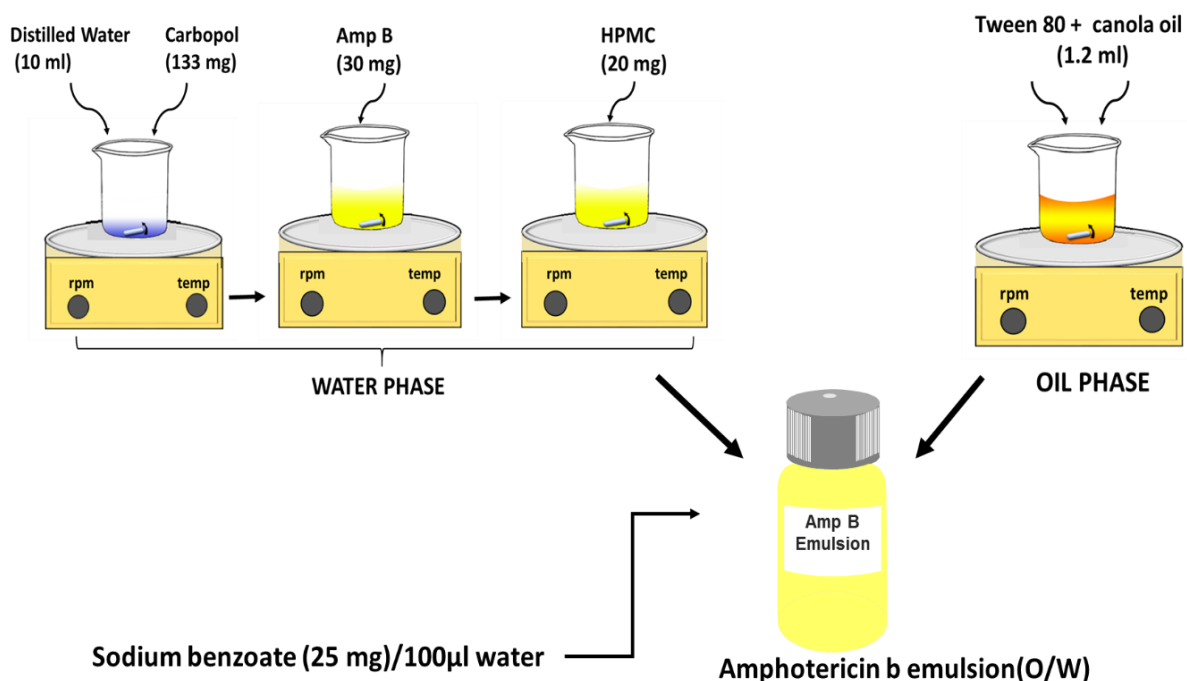 Distilled Water
(10 ml)
Carbopol
(133 mg)
Amp B
(30 mg)
HPMC
(20 mg)
Tween 80 + canola oil
(1.2 ml)
rpm
temp
rpm
temp
rpm
temp
rpm
temp
WATER PHASE
OIL PHASE
Amp B
Emulsion
Sodium benzoate (25 mg)/100µl water
Amphotericin b emulsion(O/W)